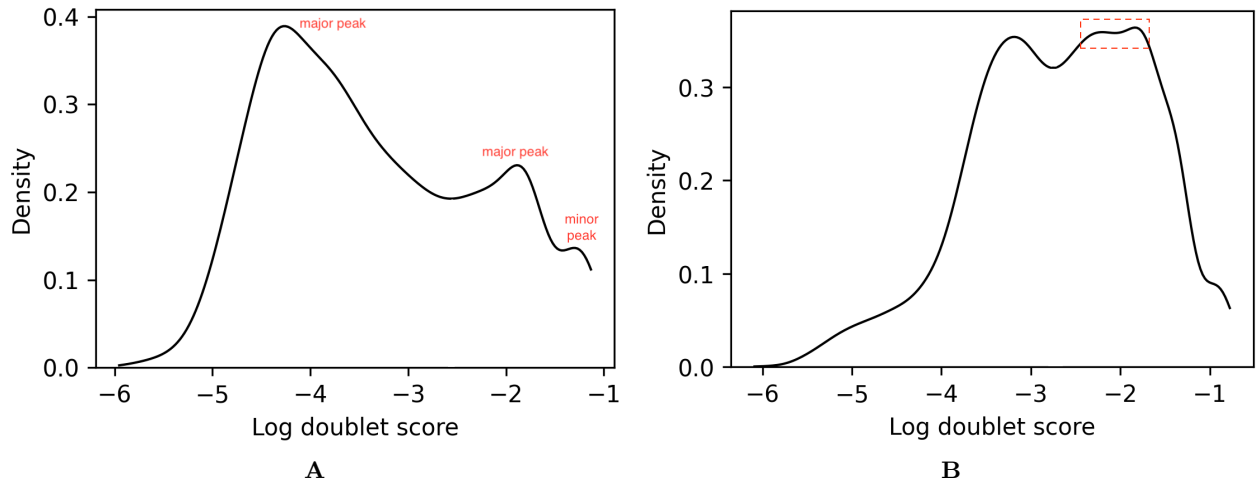 0.4
0.3
0.2
0.1
0.0
Density
major peak
major peak
minor
peak
−6 −5 −4 −3 −2 −1
Log doublet score
A
0.3
0.2
0.1
0.0
Density
−6 −5 −4 −3 −2 −1
Log doublet score
B